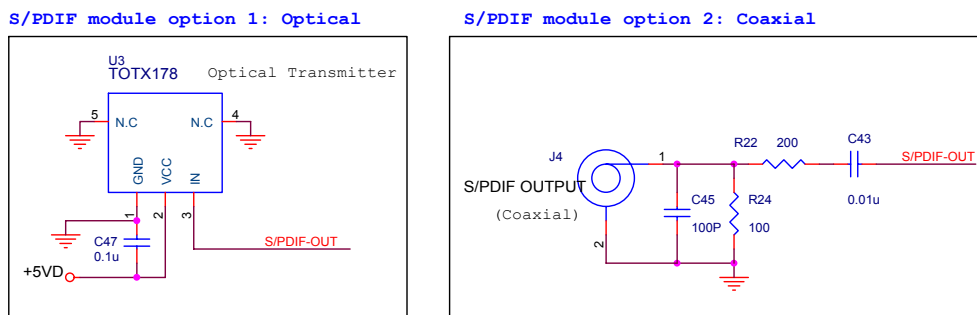 S/PDIF module option 1: Optical
U3
TOTX178
Optical Transmitter
5
N.C
N.C
4
GND
VCC
IN
1
2
3
C47
0.1u
S/PDIF-OUT
+5VD
S/PDIF module option 2: Coaxial
J4
1
R22
200
C43
S/PDIF-OUT
S/PDIF OUTPUT
(Coaxial)
C45
100P
R24
100
0.01u
2